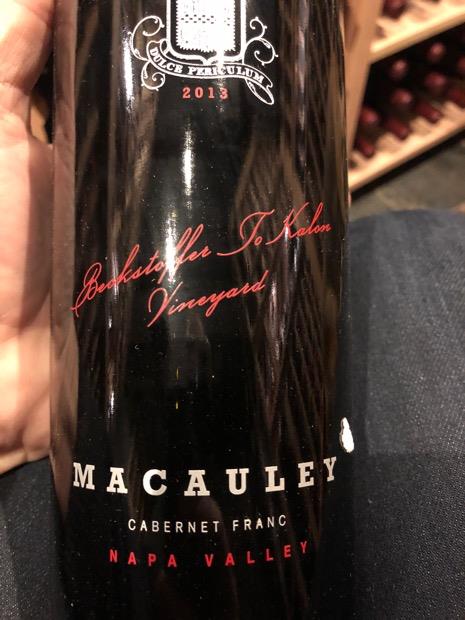 DULCE PERICULUM
2013
Beckstoffer To Kalon
Vineyard
MACAULEY
CABERNET FRANC
NAPA VALLEY